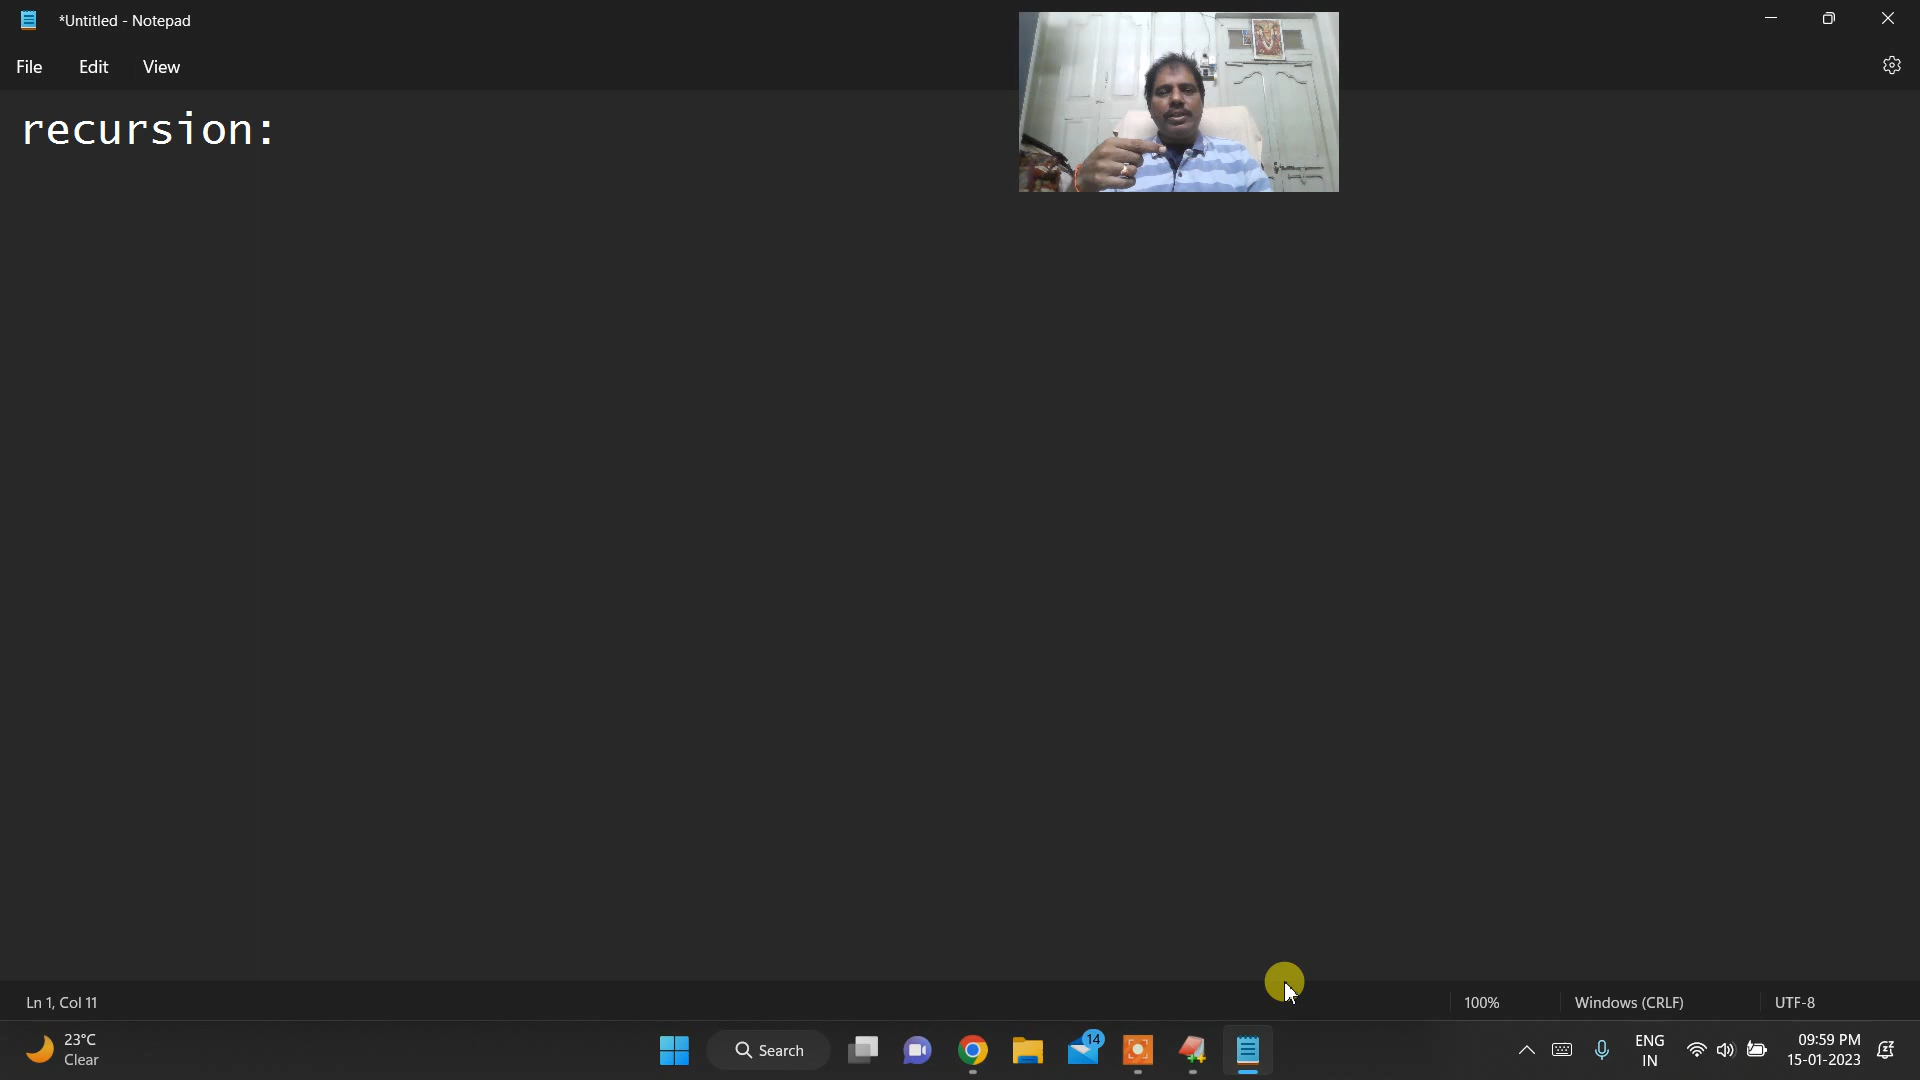 *Untitled - Notepad
File Edit View
recursion:
Ln 1, Col 11 100% Windows (CRLF) UTF-8
23°C
Clear
Search
14
ENG
IN
09:59 PM
15-01-2023